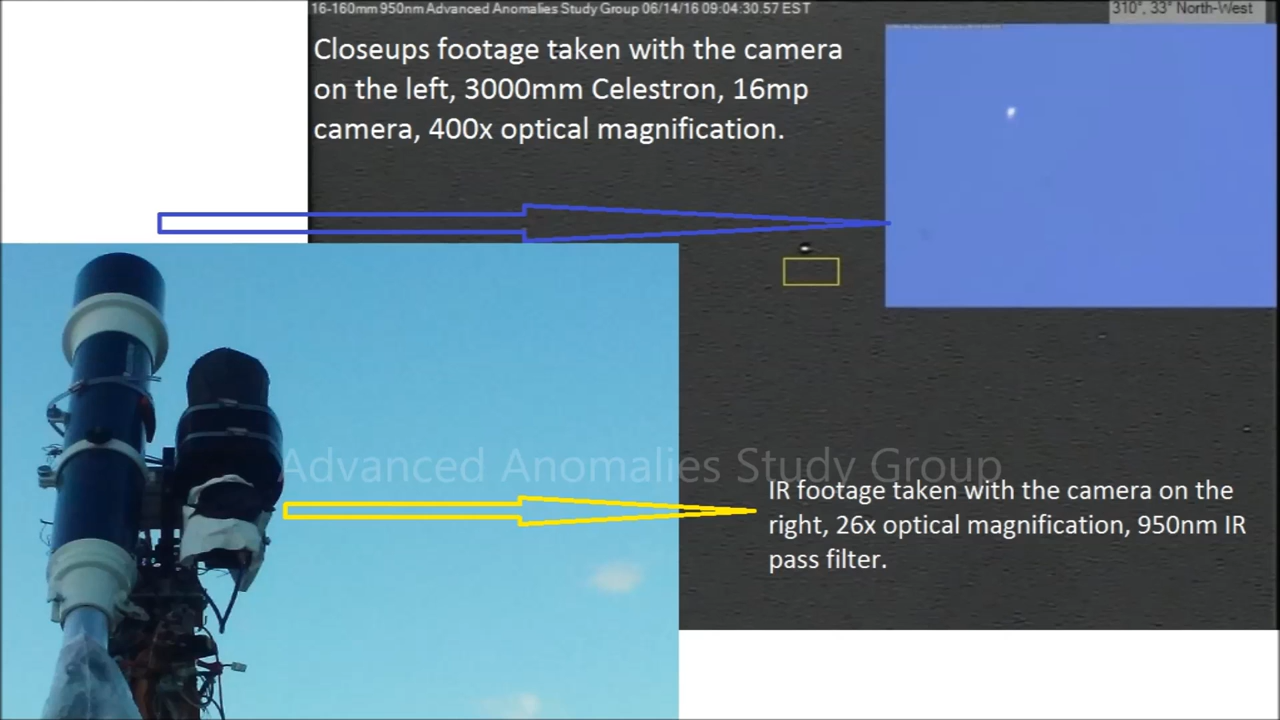 16-160mm 950nm Advanced Anomalies Study Group 06/14/16 09:04:30.57 EST
310°, 33° North-West
Closeups footage taken with the camera
on the left, 3000mm Celestron, 16mp
camera, 400x optical magnification.
Advanced Anomalies Study Group
IR footage taken with the camera on the
right, 26x optical magnification, 950nm IR
pass filter.